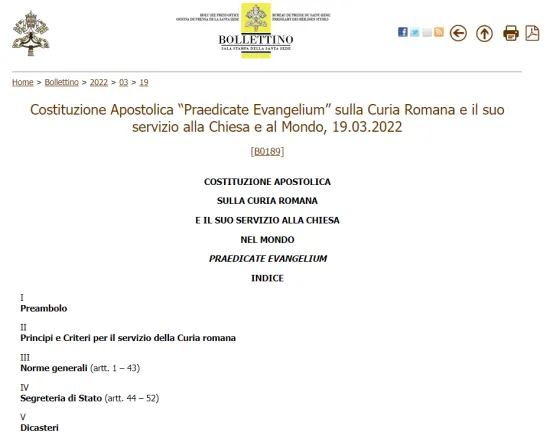 HOLY SEE PRESS OFFICE BUREAU DE PRESSE DU SAINT-SIÈGE
OFICINA DE PRENSA DE LA SANTA SEDE PRESSEAMT DES HEILIGEN STUHLS
BOLLETTINO
SALA STAMPA DELLA SANTA SEDE
Home > Bollettino > 2022 > 03 > 19
Costituzione Apostolica “Praedicate Evangelium” sulla Curia Romana e il suo
servizio alla Chiesa e al Mondo, 19.03.2022
[B0189]
COSTITUZIONE APOSTOLICA
SULLA CURIA ROMANA
E IL SUO SERVIZIO ALLA CHIESA
NEL MONDO
PRAEDICATE EVANGELIUM
INDICE
I
Preambolo
II
Principi e Criteri per il servizio della Curia romana
III
Norme generali (artt. 1 – 43)
IV
Segreteria di Stato (artt. 44 – 52)
V
Dicasteri